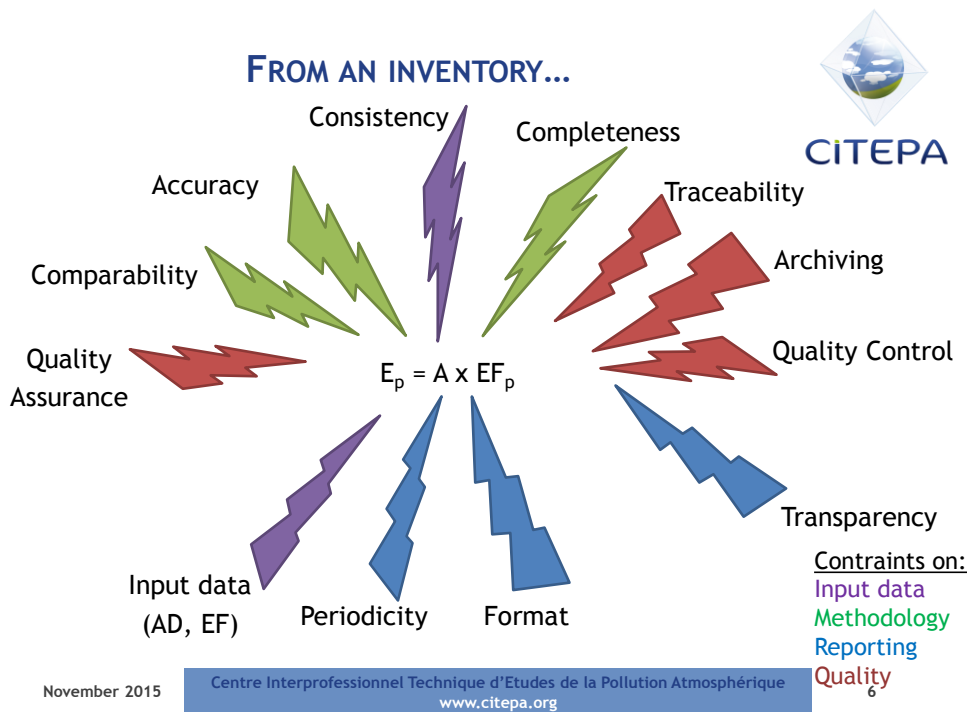 FROM AN INVENTORY…
CiTEPA
Consistency
Completeness
Accuracy
Traceability
Comparability
Archiving
Quality
Assurance
Quality Control
Eₚ = A x EFₚ
Transparency
Input data
(AD, EF)
Periodicity
Format
Contraints on:
Input data
Methodology
Reporting
Quality
November 2015
Centre Interprofessionnel Technique d'Etudes de la Pollution Atmosphérique
www.citepa.org
6